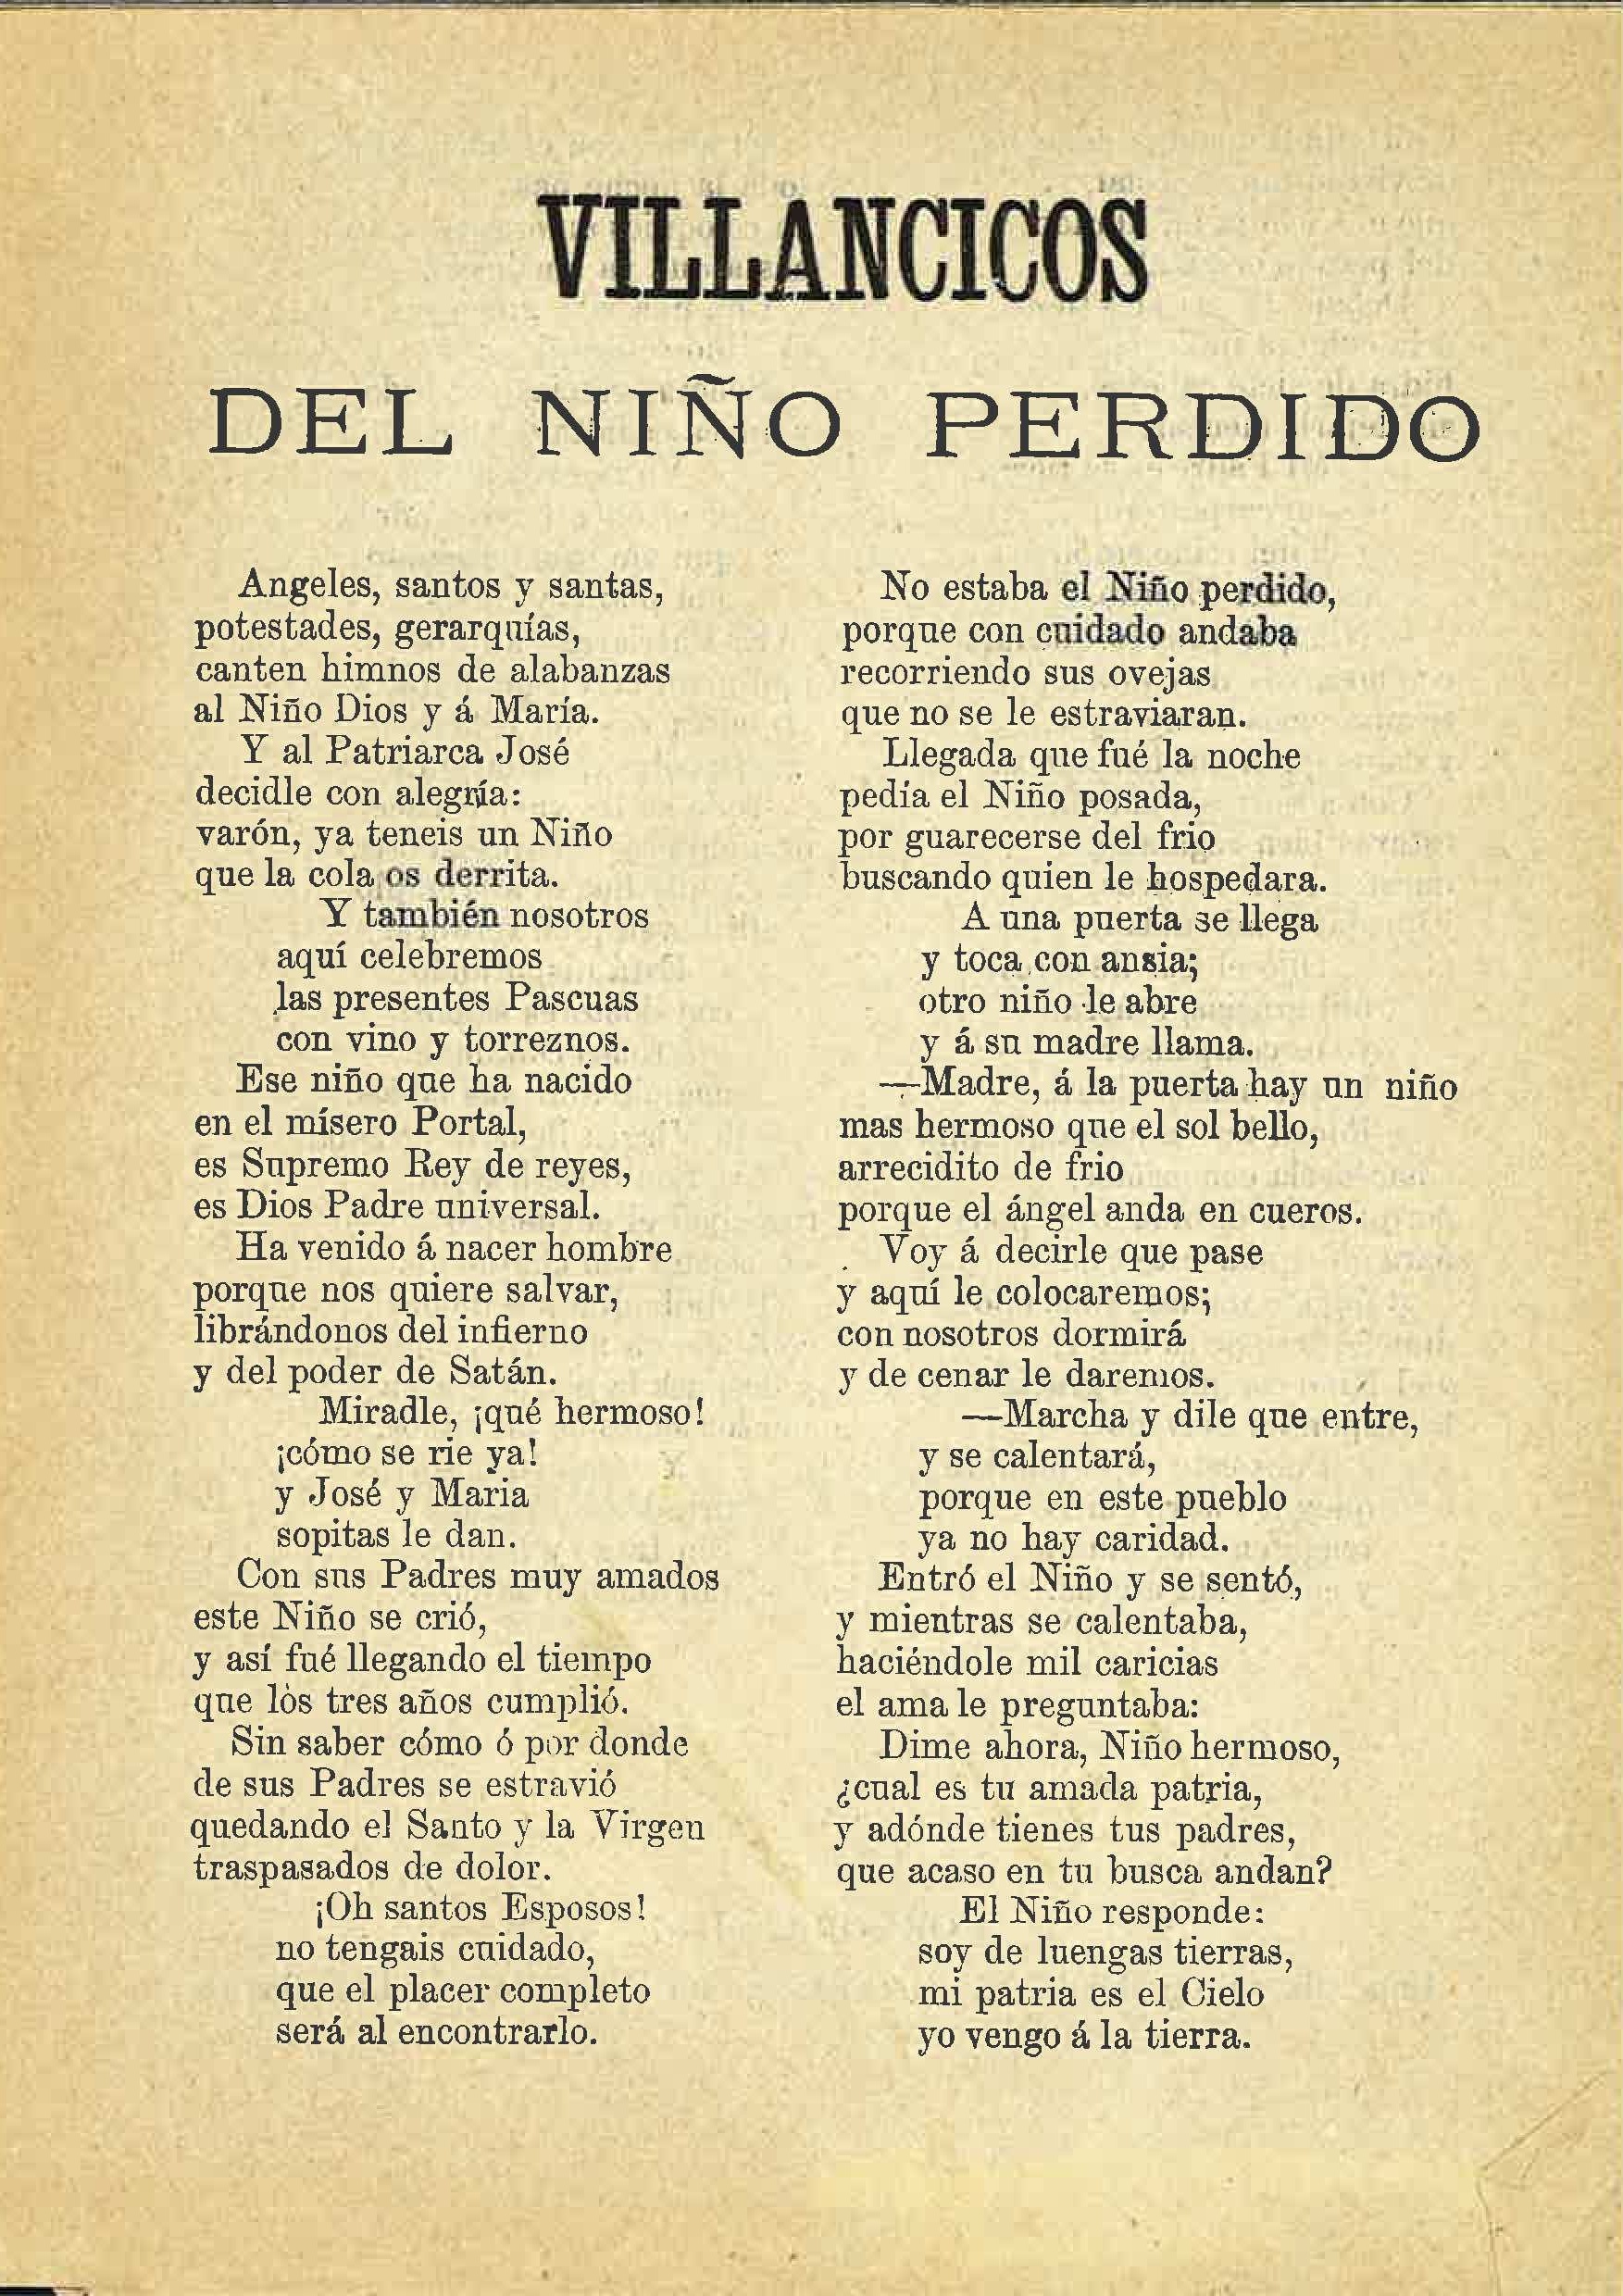 VILLANCICOS
DEL NIÑO PERDIDO
Angeles, santos y santas,
potestades, gerarquías,
canten himnos de alabanzas
al Niño Dios y á María.
Y al Patriarca José
decidle con alegría:
varón, ya teneis un Niño
que la cola os derrita.
Y también nosotros
aquí celebremos
las presentes Pascuas
con vino y torreznos.
Ese niño que ha nacido
en el mísero Portal,
es Supremo Rey de reyes,
es Dios Padre universal.
Ha venido á nacer hombre
porque nos quiere salvar,
librándonos del infierno
y del poder de Satán.
Miradle, ¡qué hermoso!
¡cómo se rie ya!
y José y Maria
sopitas le dan.
Con sus Padres muy amados
este Niño se crió,
y así fué llegando el tiempo
que lòs tres años cumplió.
Sin saber cómo ó por donde
de sus Padres se estravió
quedando el Santo y la Virgen
traspasados de dolor.
¡Oh santos Esposos!
no tengais cuidado,
que el placer completo
será al encontrarlo.
No estaba el Niño perdido,
porque con cuidado andaba
recorriendo sus ovejas
que no se le estraviaran.
Llegada que fué la noche
pedía el Niño posada,
por guarecerse del frio
buscando quien le hospedara.
A una puerta se llega
y toca con ansia;
otro niño le abre
y á su madre llama.
—Madre, á la puerta hay un niño
mas hermoso que el sol bello,
arrecidito de frio
porque el ángel anda en cueros.
Voy á decirle que pase
y aquí le colocaremos;
con nosotros dormirá
y de cenar le daremos.
—Marcha y dile que entre,
y se calentará,
porque en este pueblo
ya no hay caridad.
Entró el Niño y se sentó,
y mientras se calentaba,
haciéndole mil caricias
el ama le preguntaba:
Dime ahora, Niño hermoso,
¿cual es tu amada patria,
y adónde tienes tus padres,
que acaso en tu busca andan?
El Niño responde:
soy de luengas tierras,
mi patria es el Cielo
yo vengo á la tierra.